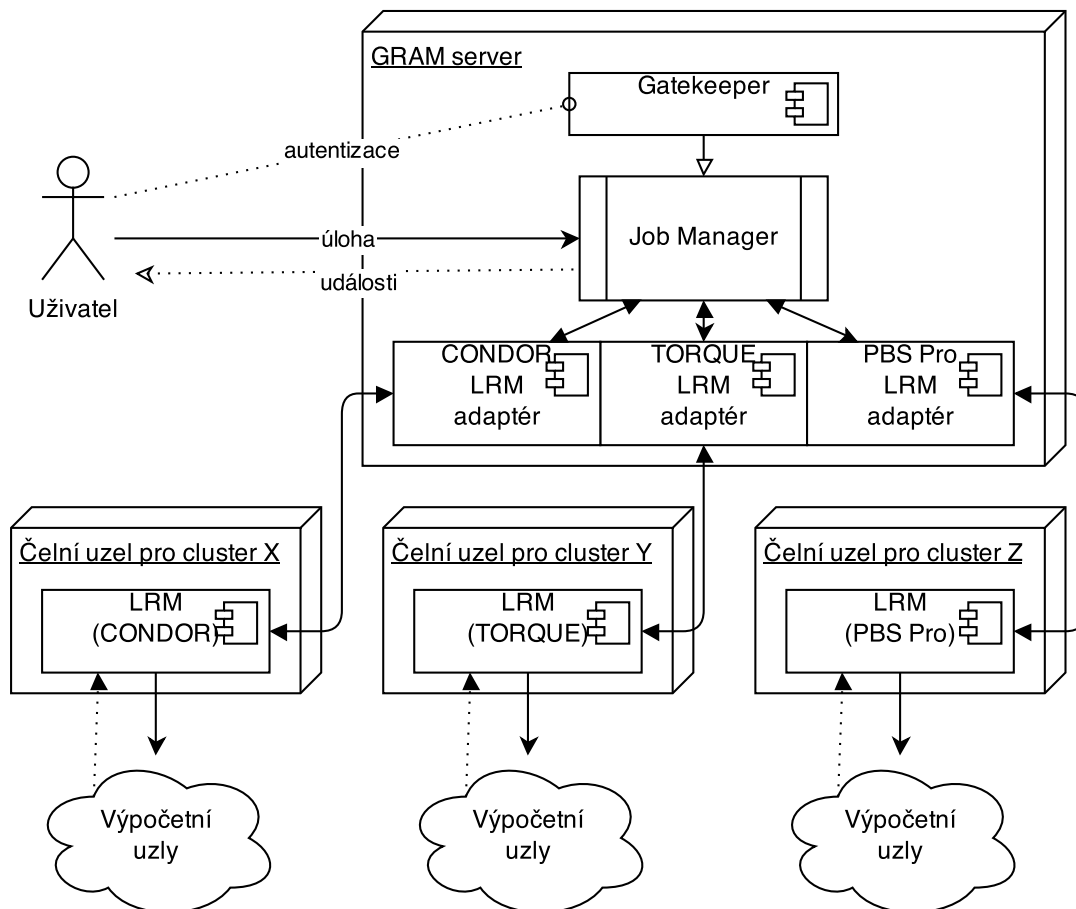 GRAM server
Gatekeeper
autentizace
Job Manager
úloha
události
Uživatel
CONDOR
LRM
adaptér
TORQUE
LRM
adaptér
PBS Pro
LRM
adaptér
Čelní uzel pro cluster X
LRM
(CONDOR)
Čelní uzel pro cluster Y
LRM
(TORQUE)
Čelní uzel pro cluster Z
LRM
(PBS Pro)
Výpočetní
uzly
Výpočetní
uzly
Výpočetní
uzly